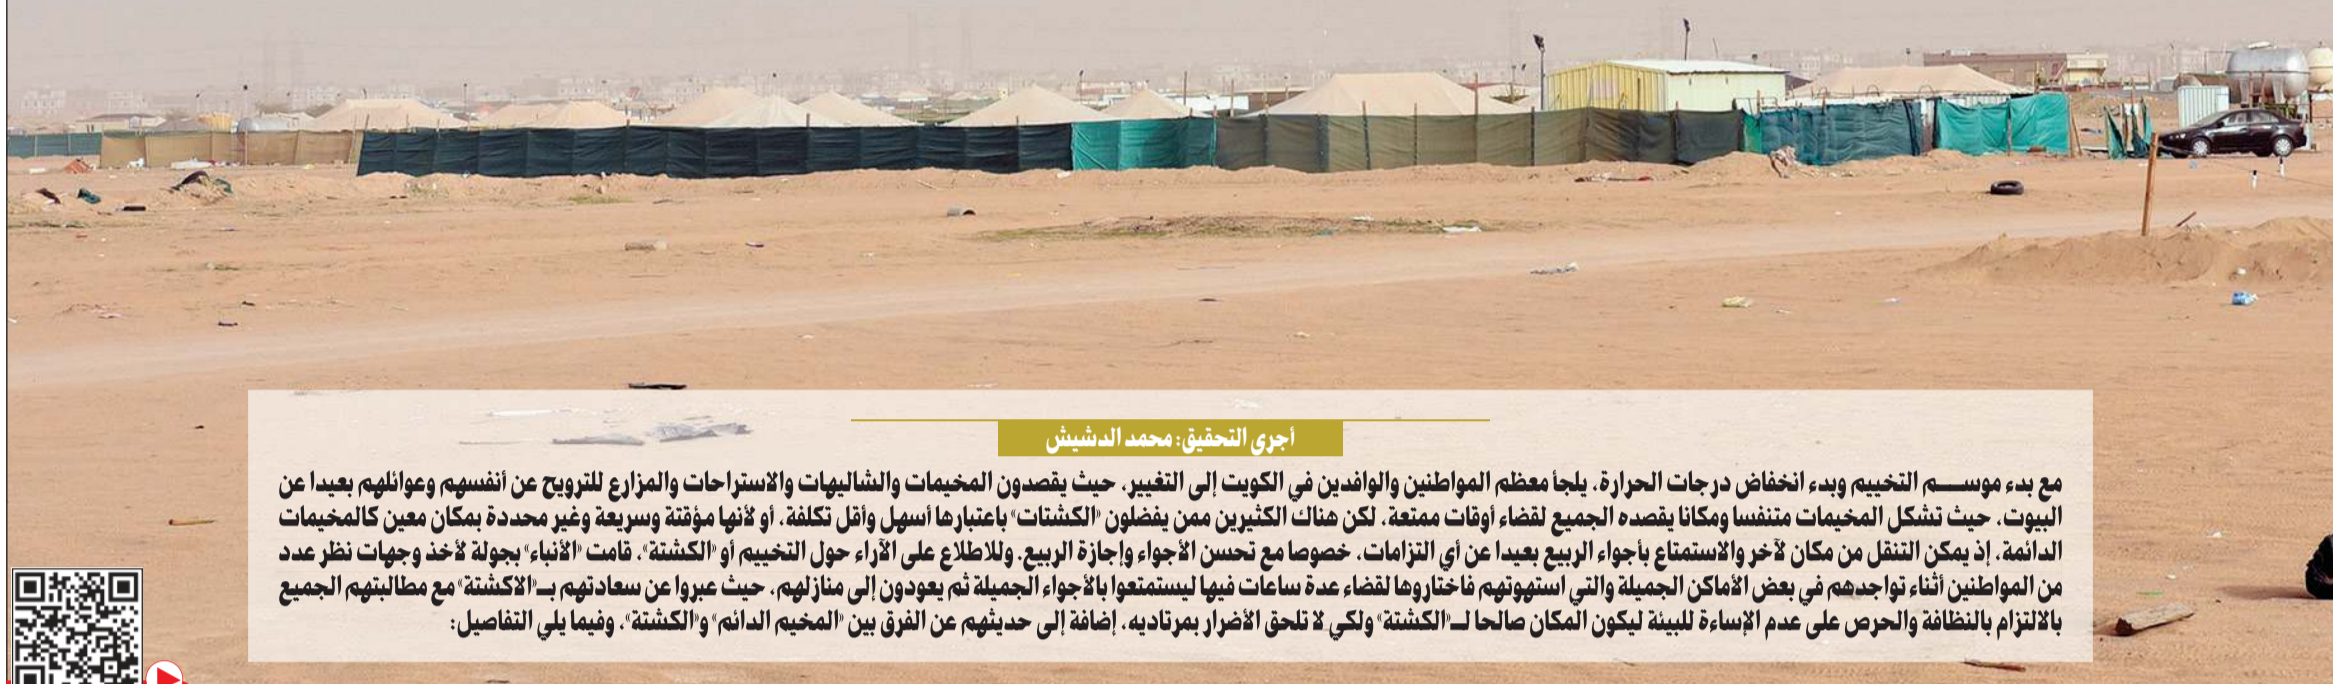 أجرى التحقيق: محمد الدشيش
مع بدء موسم التخييم وبدء انخفاض درجات الحرارة، يلجأ معظم المواطنين والوافدين في الكويت إلى التغيير، حيث يقصدون المخيمات والشاليهات والاستراحات والمزارع للترويح عن أنفسهم وعوائلهم بعيدا عن
البيوت، حيث تشكل المخيمات متنفسا ومكانا يقصده الجميع لقضاء أوقات ممتعة، لكن هناك الكثيرين ممن يفضلون «الكشتات» باعتبارها أسهل وأقل تكلفة، أو لأنها مؤقتة وسريعة وغير محددة بمكان معين كالمخيمات
الدائمة، إذ يمكن التنقل من مكان لآخر والاستمتاع بأجواء الربيع بعيدا عن أي التزامات، خصوصا مع تحسن الأجواء وإجازة الربيع. وللاطلاع على الآراء حول التخييم أو «الكشتة»، قامت «الأنباء» بجولة لأخذ وجهات نظر عدد
من المواطنين أثناء تواجدهم في بعض الأماكن الجميلة والتي استهوتهم فاختاروها لقضاء عدة ساعات فيها ليستمتعوا بالأجواء الجميلة ثم يعودون إلى منازلهم، حيث عبروا عن سعادتهم بـ«الاكشتة» مع مطالبتهم الجميع
بالالتزام بالنظافة والحرص على عدم الإساءة للبيئة ليكون المكان صالحا لـ«الكشتة» ولكي لا تلحق الأضرار بمرتاديه، إضافة إلى حديثهم عن الفرق بين «المخيم الدائم» و«الكشتة»، وفيما يلي التفاصيل: